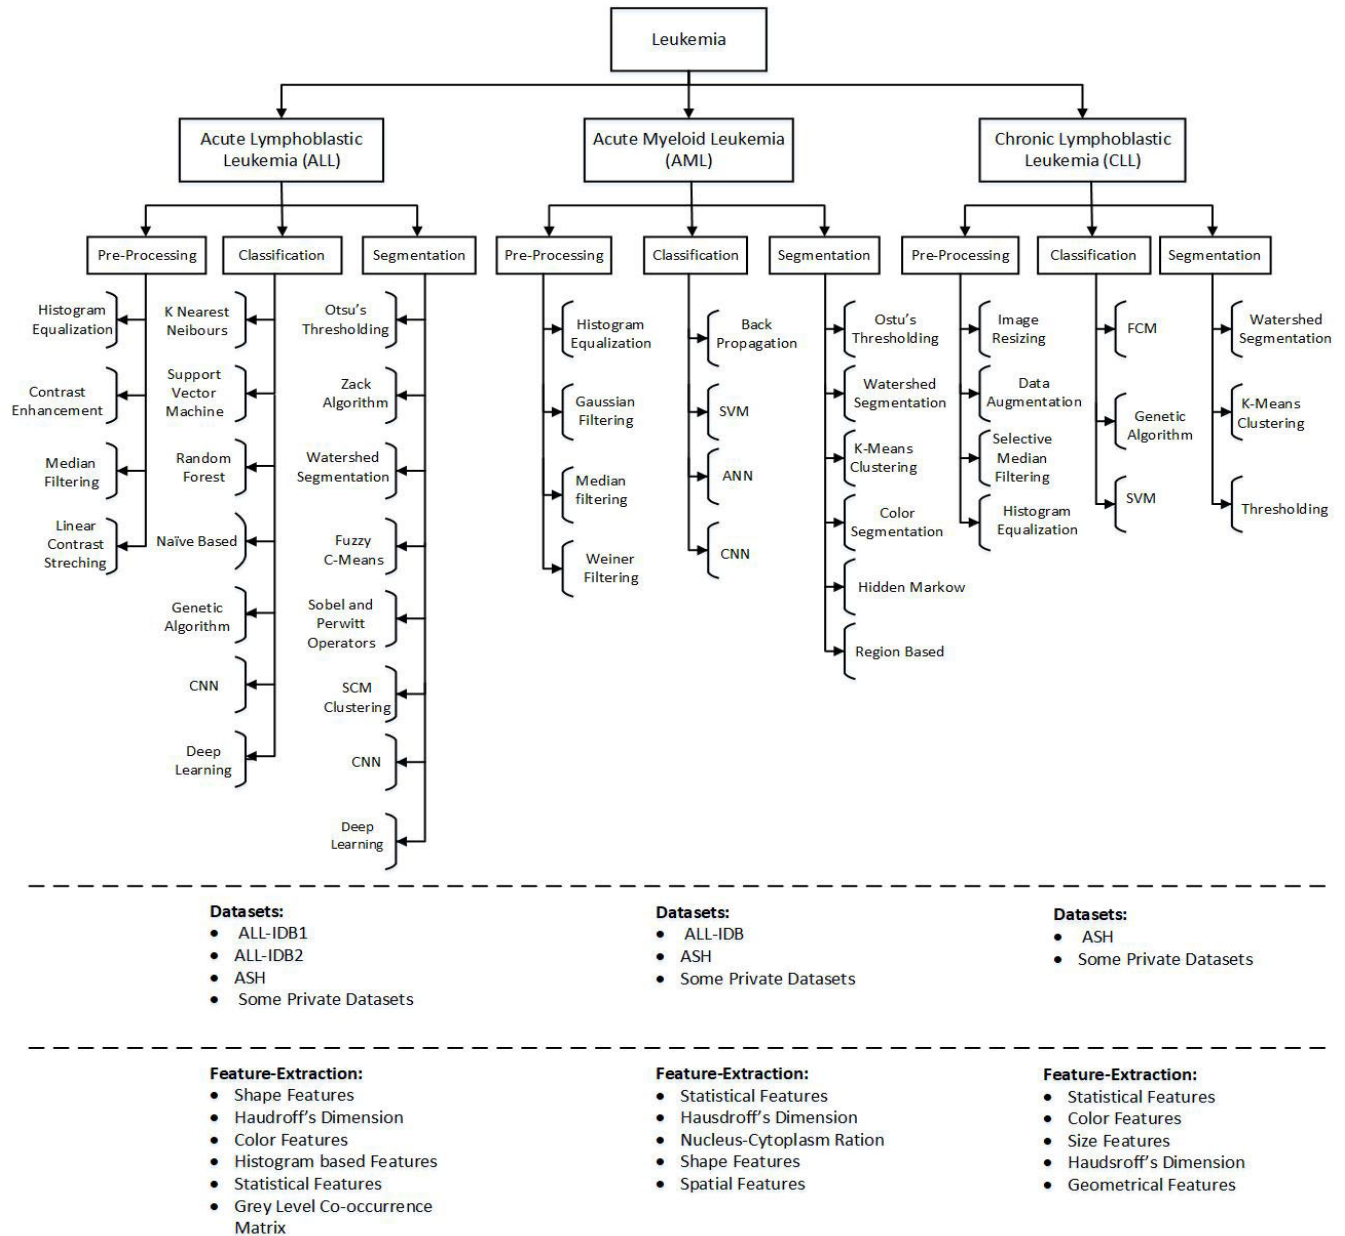 Leukemia
Acute Lymphoblastic
Leukemia (ALL)
Acute Myeloid Leukemia
(AML)
Chronic Lymphoblastic
Leukemia (CLL)
Pre-Processing
Classification
Segmentation
Pre-Processing
Classification
Segmentation
Pre-Processing
Classification
Segmentation
Histogram
Equalization
Contrast
Enhancement
Median
Filtering
Linear
Contrast
Streching
K Nearest
Neibours
Support
Vector
Machine
Random
Forest
Naïve Based
Genetic
Algorithm
CNN
Deep
Learning
Otsu's
Thresholding
Zack
Algorithm
Watershed
Segmentation
Fuzzy
C-Means
Sobel and
Perwitt
Operators
SCM
Clustering
CNN
Deep
Learning
Histogram
Equalization
Gaussian
Filtering
Median
filtering
Weiner
Filtering
Back
Propagation
SVM
ANN
CNN
Ostu's
Thresholding
Watershed
Segmentation
K-Means
Clustering
Color
Segmentation
Hidden Markow
Region Based
Image
Resizing
Data
Augmentation
Selective
Median
Filtering
Histogram
Equalization
FCM
Genetic
Algorithm
SVM
Watershed
Segmentation
K-Means
Clustering
Thresholding
Datasets:
• ALL-IDB1
• ALL-IDB2
• ASH
• Some Private Datasets
Datasets:
• ALL-IDB
• ASH
• Some Private Datasets
Datasets:
• ASH
• Some Private Datasets
Feature-Extraction:
• Shape Features
• Haudroff's Dimension
• Color Features
• Histogram based Features
• Statistical Features
• Grey Level Co-occurrence
Matrix
Feature-Extraction:
• Statistical Features
• Hausdroff's Dimension
• Nucleus-Cytoplasm Ration
• Shape Features
• Spatial Features
Feature-Extraction:
• Statistical Features
• Color Features
• Size Features
• Haudsroff's Dimension
• Geometrical Features